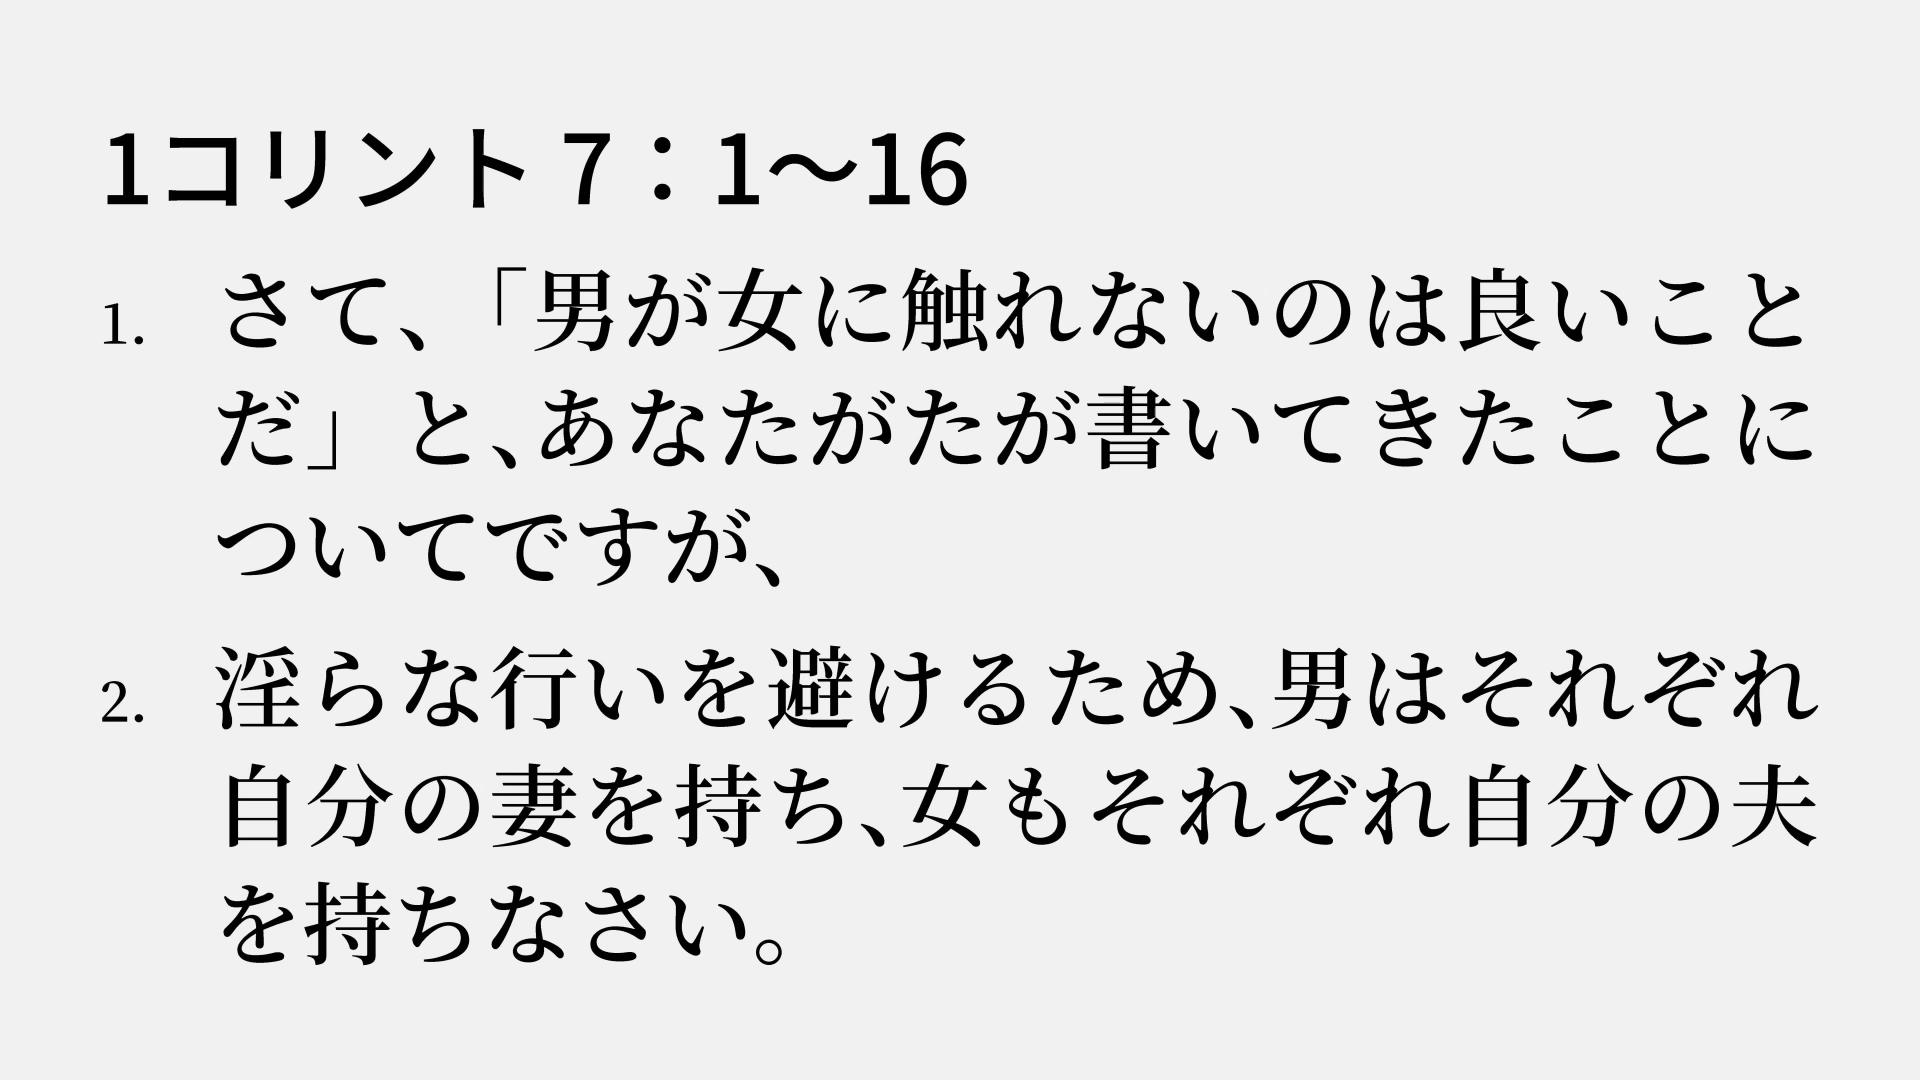 1コリント 7：1〜16
1. さて、「男が女に触れないのは良いこと
だ」と、あなたがたが書いてきたことに
ついてですが、
2. 淫らな行いを避けるため、男はそれぞれ
自分の妻を持ち、女もそれぞれ自分の夫
を持ちなさい。